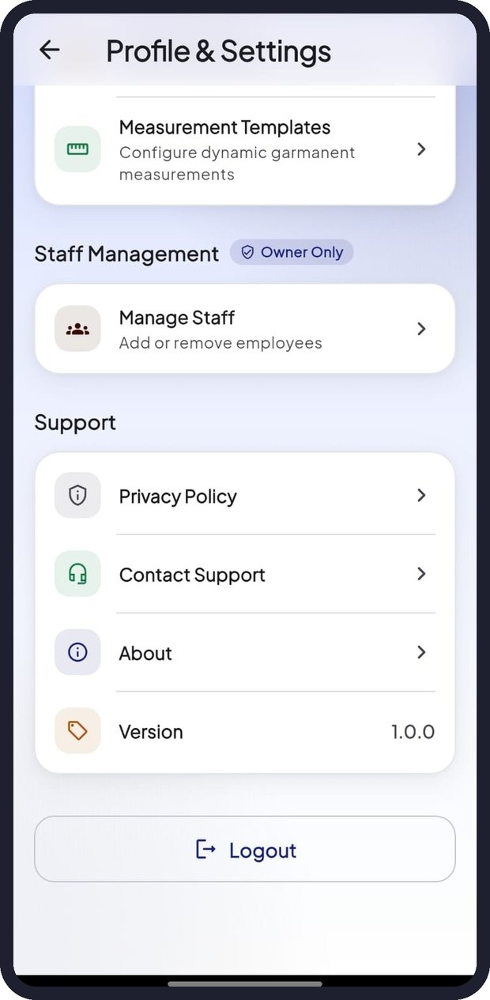 Profile & Settings
Measurement Templates
Configure dynamic garmanent
measurements
Staff Management
Owner Only
Manage Staff
Add or remove employees
Support
Privacy Policy
Contact Support
About
Version
1.0.0
Logout